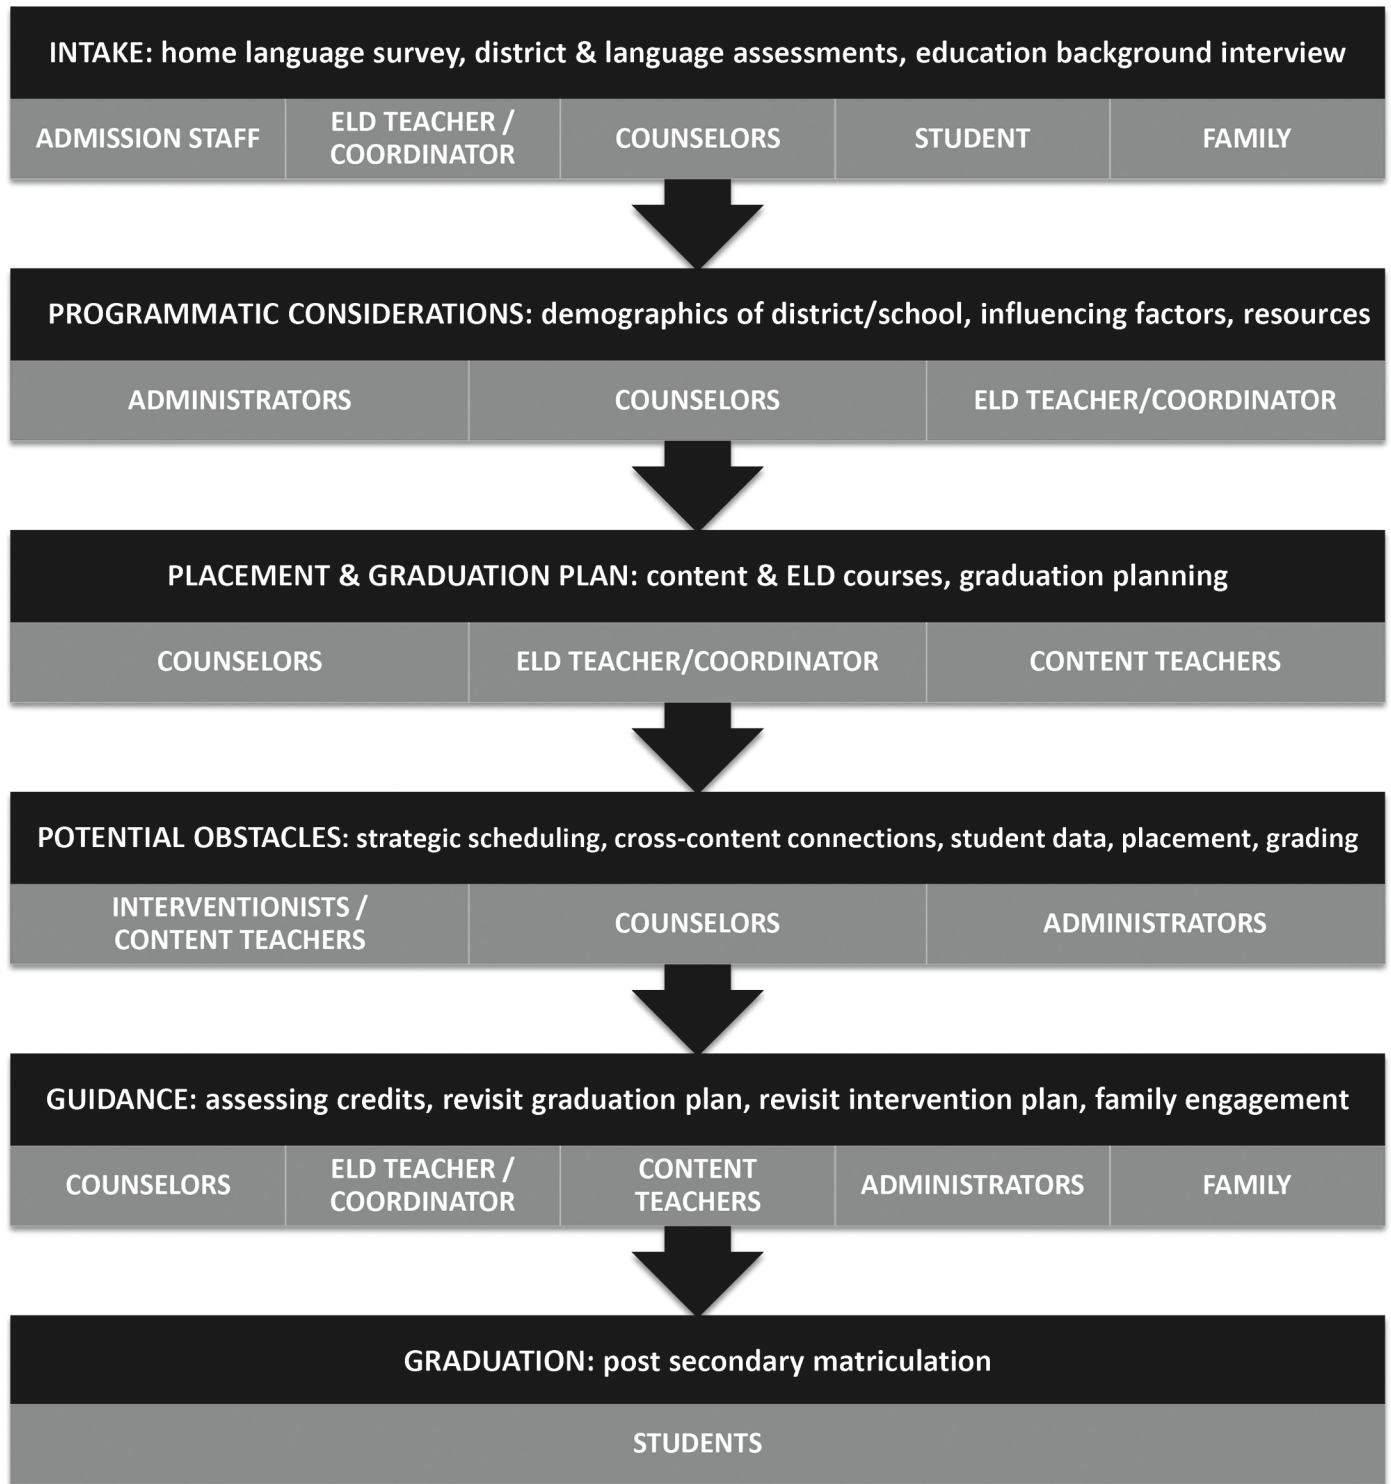 INTAKE: home language survey, district & language assessments, education background interview
ADMISSION STAFF
ELD TEACHER /
COORDINATOR
COUNSELORS
STUDENT
FAMILY
PROGRAMMATIC CONSIDERATIONS: demographics of district/school, influencing factors, resources
ADMINISTRATORS
COUNSELORS
ELD TEACHER/COORDINATOR
PLACEMENT & GRADUATION PLAN: content & ELD courses, graduation planning
COUNSELORS
ELD TEACHER/COORDINATOR
CONTENT TEACHERS
POTENTIAL OBSTACLES: strategic scheduling, cross-content connections, student data, placement, grading
INTERVENTIONISTS /
CONTENT TEACHERS
COUNSELORS
ADMINISTRATORS
GUIDANCE: assessing credits, revisit graduation plan, revisit intervention plan, family engagement
COUNSELORS
ELD TEACHER /
COORDINATOR
CONTENT
TEACHERS
ADMINISTRATORS
FAMILY
GRADUATION: post secondary matriculation
STUDENTS